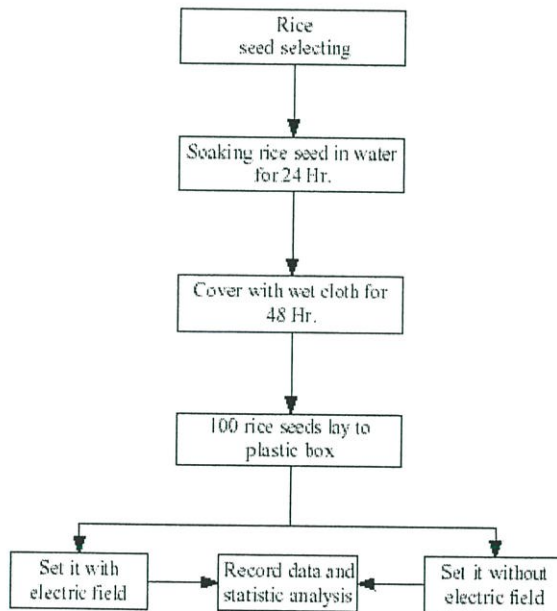 Rice
seed selecting
Soaking rice seed in water
for 24 Hr.
Cover with wet cloth for
48 Hr.
100 rice seeds lay to
plastic box
Set it with
electric field
Record data and
statistic analysis
Set it without
electric field